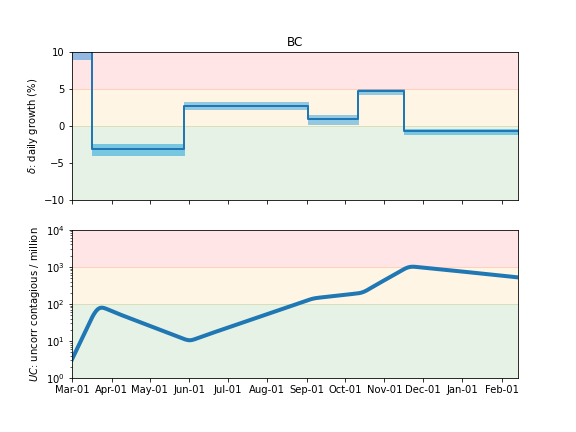 BC
δ: daily growth (%)
10
5
0
−5
−10
UC: uncorr contagious / million
10⁴
10³
10²
10¹
10⁰
Mar-01 Apr-01 May-01 Jun-01 Jul-01 Aug-01 Sep-01 Oct-01 Nov-01 Dec-01 Jan-01 Feb-01